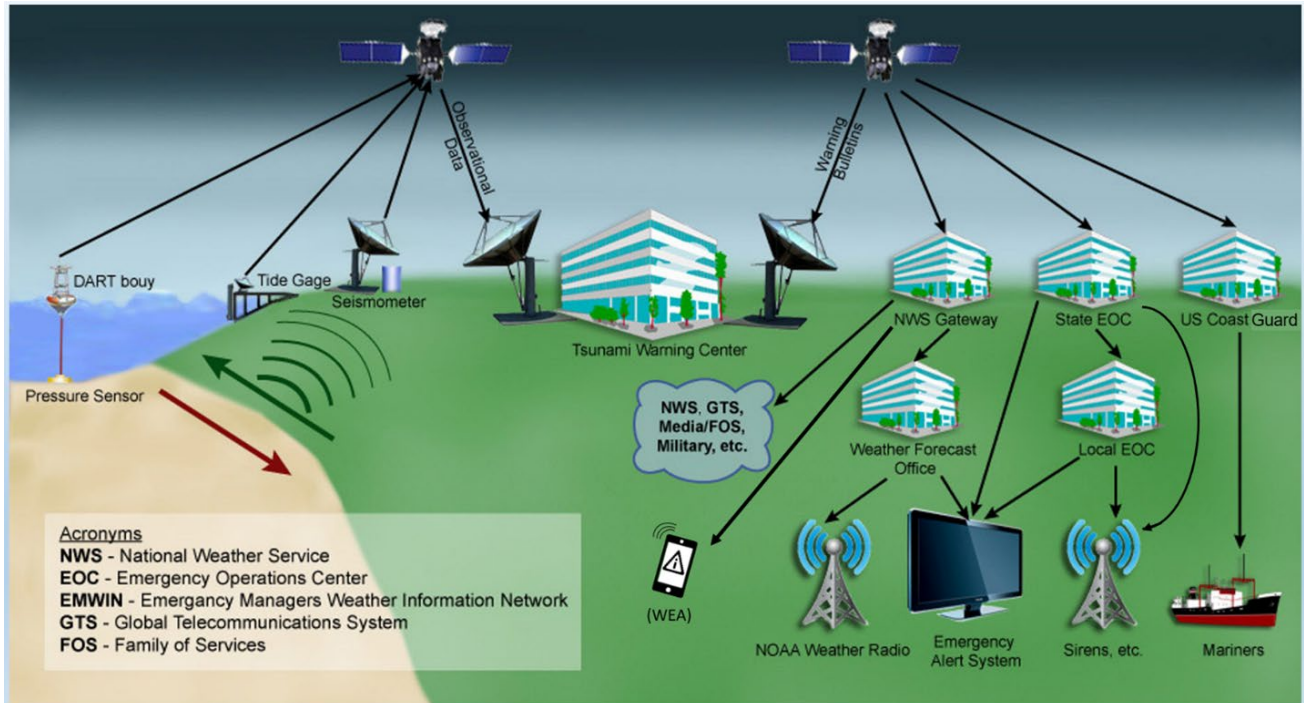 Observational
Data
Warning
Bulletins
DART bouy
Tide Gage
Seismometer
Pressure Sensor
Tsunami Warning Center
NWS Gateway
State EOC
US Coast Guard
NWS, GTS,
Media/FOS,
Military, etc.
Weather Forecast
Office
Local EOC
(WEA)
NOAA Weather Radio
Emergency
Alert System
Sirens, etc.
Mariners
Acronyms
NWS - National Weather Service
EOC - Emergency Operations Center
EMWIN - Emergancy Managers Weather Information Network
GTS - Global Telecommunications System
FOS - Family of Services